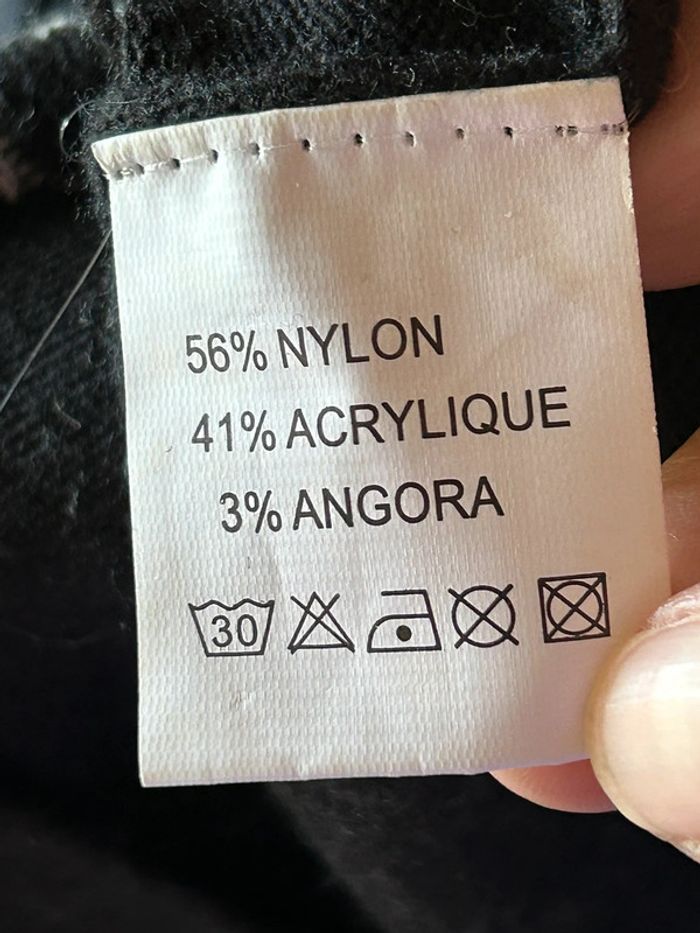 56% NYLON
41% ACRYLIQUE
3% ANGORA
30